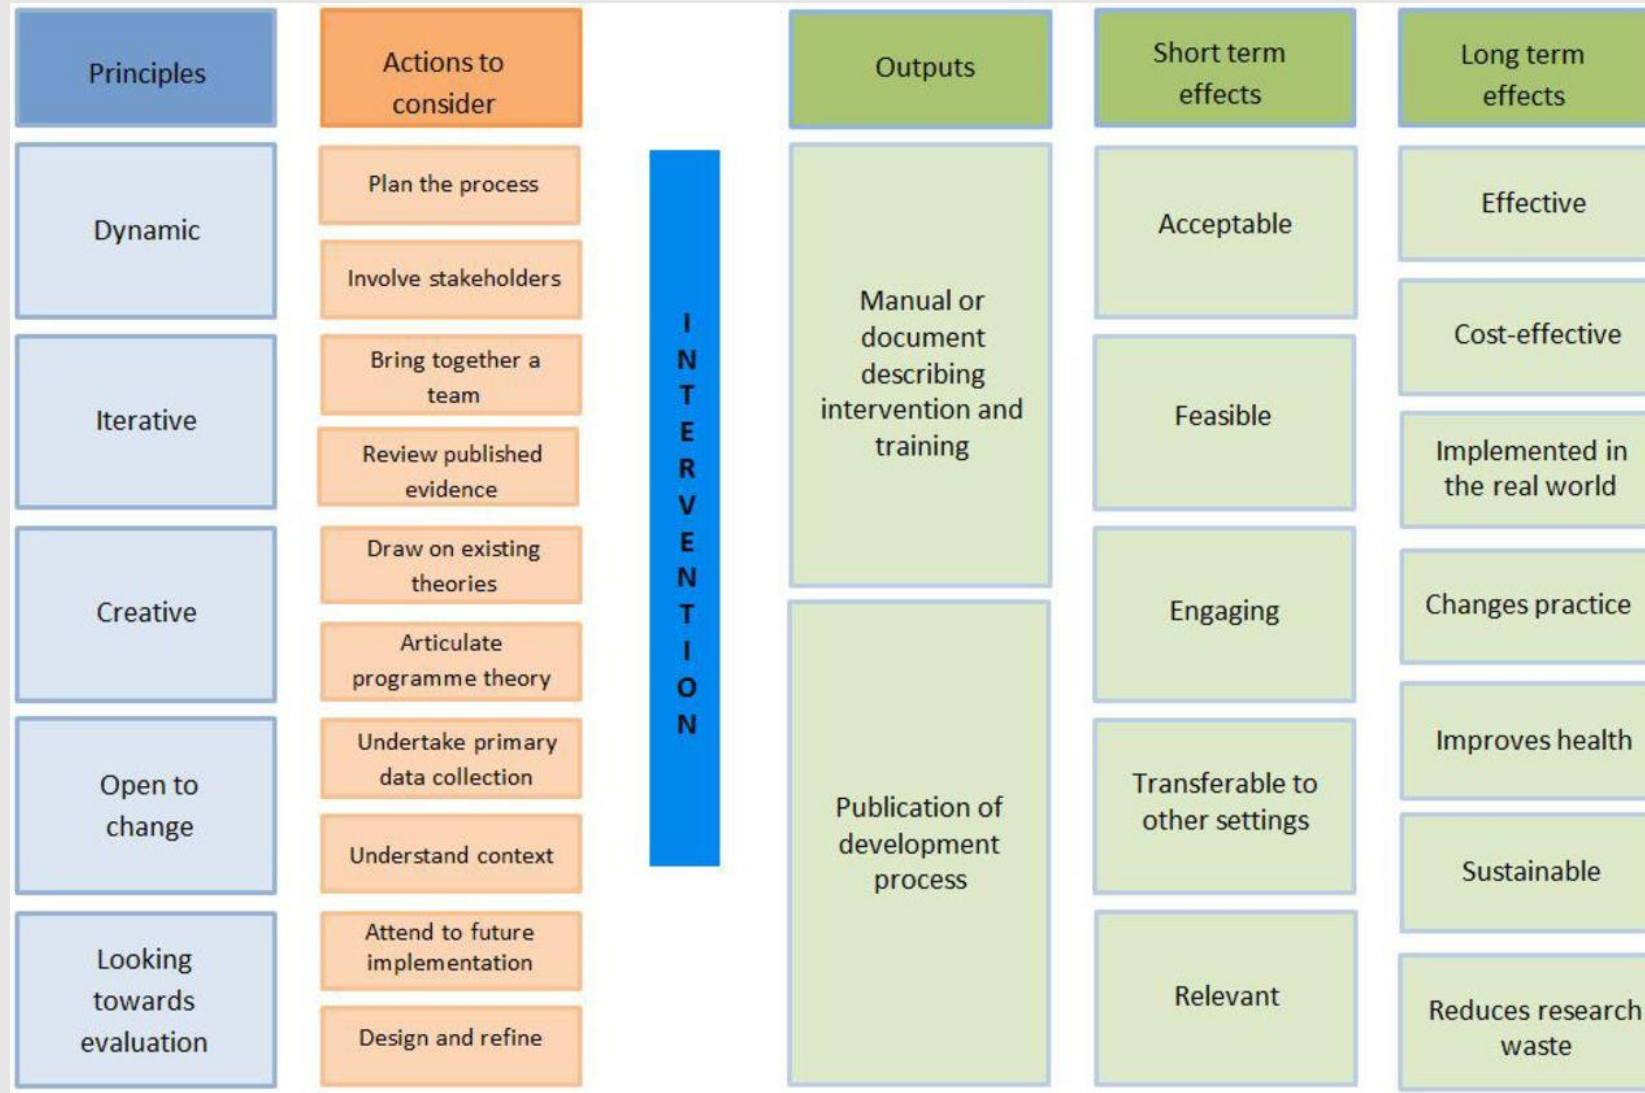 Principles
Dynamic
Iterative
Creative
Open to
change
Looking
towards
evaluation
Actions to
consider
Plan the process
Involve stakeholders
Bring together a
team
Review published
evidence
Draw on existing
theories
Articulate
programme theory
Undertake primary
data collection
Understand context
Attend to future
implementation
Design and refine
INTERVENTION
Outputs
Manual or
document
describing
intervention and
training
Publication of
development
process
Short term
effects
Acceptable
Feasible
Engaging
Transferable to
other settings
Relevant
Long term
effects
Effective
Cost-effective
Implemented in
the real world
Changes practice
Improves health
Sustainable
Reduces research
waste